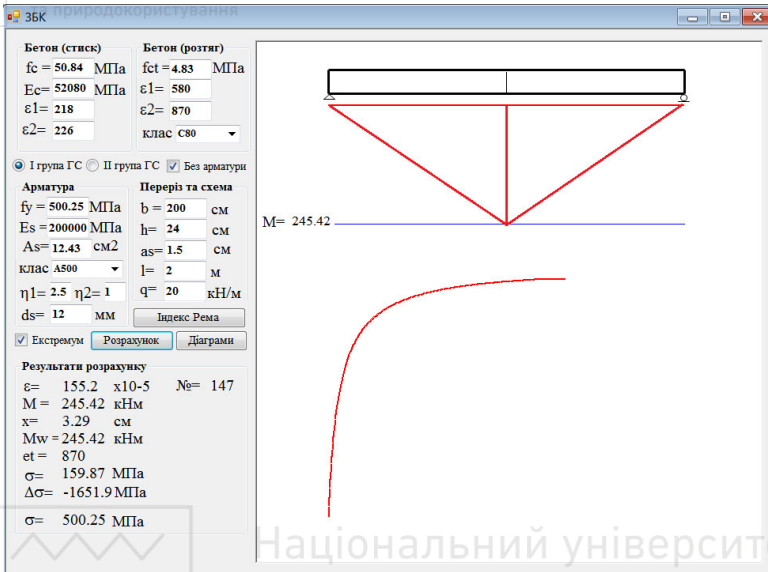 та природокористування
ЗБК
Бетон (стиск)
fc = 50.84 МПа
Ec= 52080 МПа
ε1= 218
ε2= 226
Бетон (розтяг)
fct = 4.83 МПа
ε1= 580
ε2= 870
клас C80
I група ГС II група ГС Без арматури
Арматура
fy = 500.25 МПа
Es = 200000 МПа
As= 12.43 см2
клас A500
η1= 2.5 η2= 1
ds= 12 мм
Переріз та схема
b = 200 см
h= 24 см
as= 1.5 см
l= 2 м
q= 20 кН/м
Індекс Рема
Екстремум Розрахунок Діаграми
Результати розрахунку
ε= 155.2 x10-5 №= 147
M = 245.42 кНм
x= 3.29 см
Mw = 245.42 кНм
et = 870
σ= 159.87 МПа
Δσ= -1651.9 МПа
σ= 500.25 МПа
M= 245.42
Національний університ